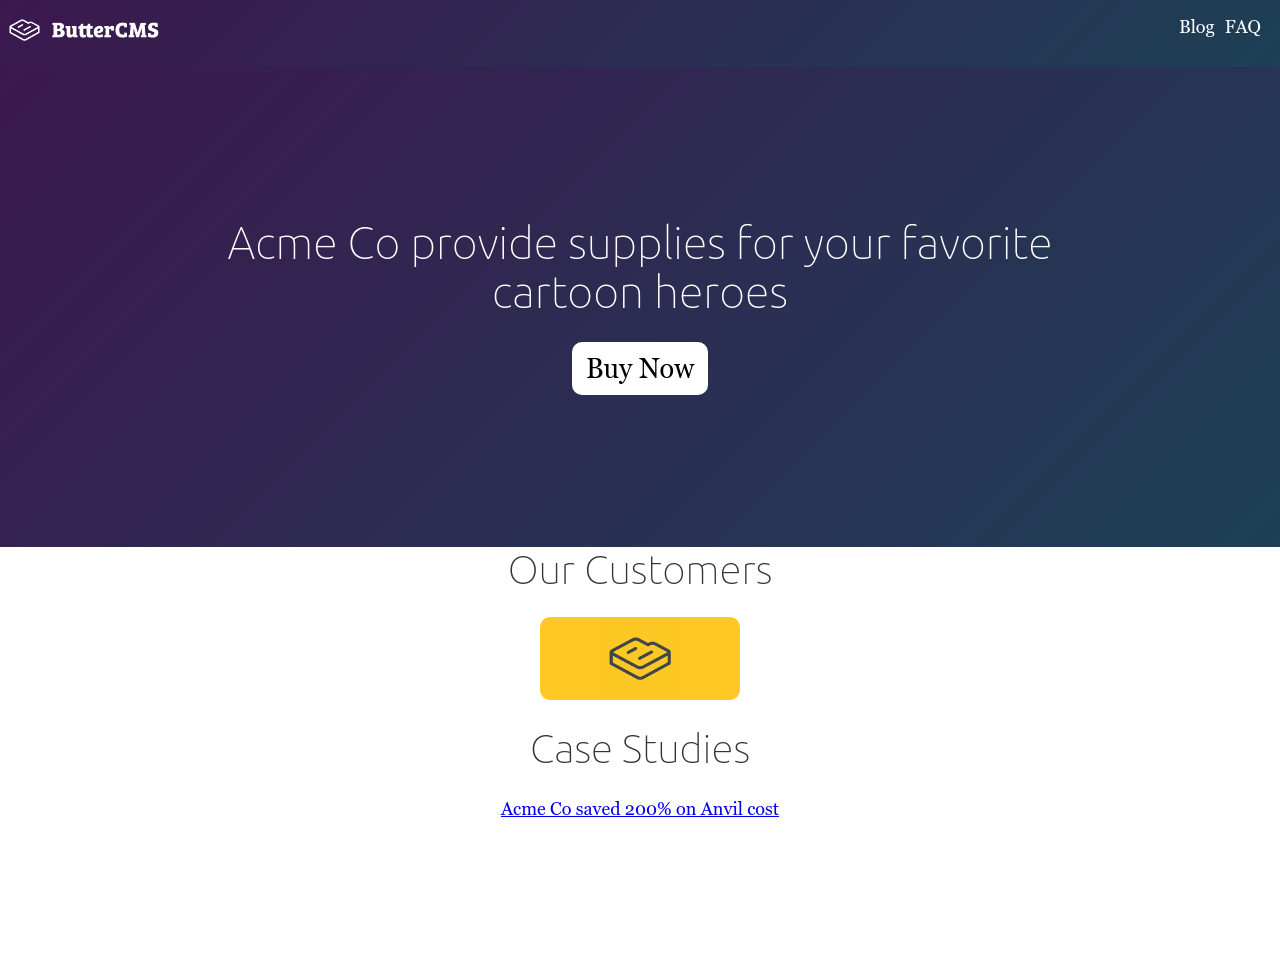 ButterCMS
Blog FAQ
Acme Co provide supplies for your favorite
cartoon heroes
Buy Now
Our Customers
Case Studies
Acme Co saved 200% on Anvil cost